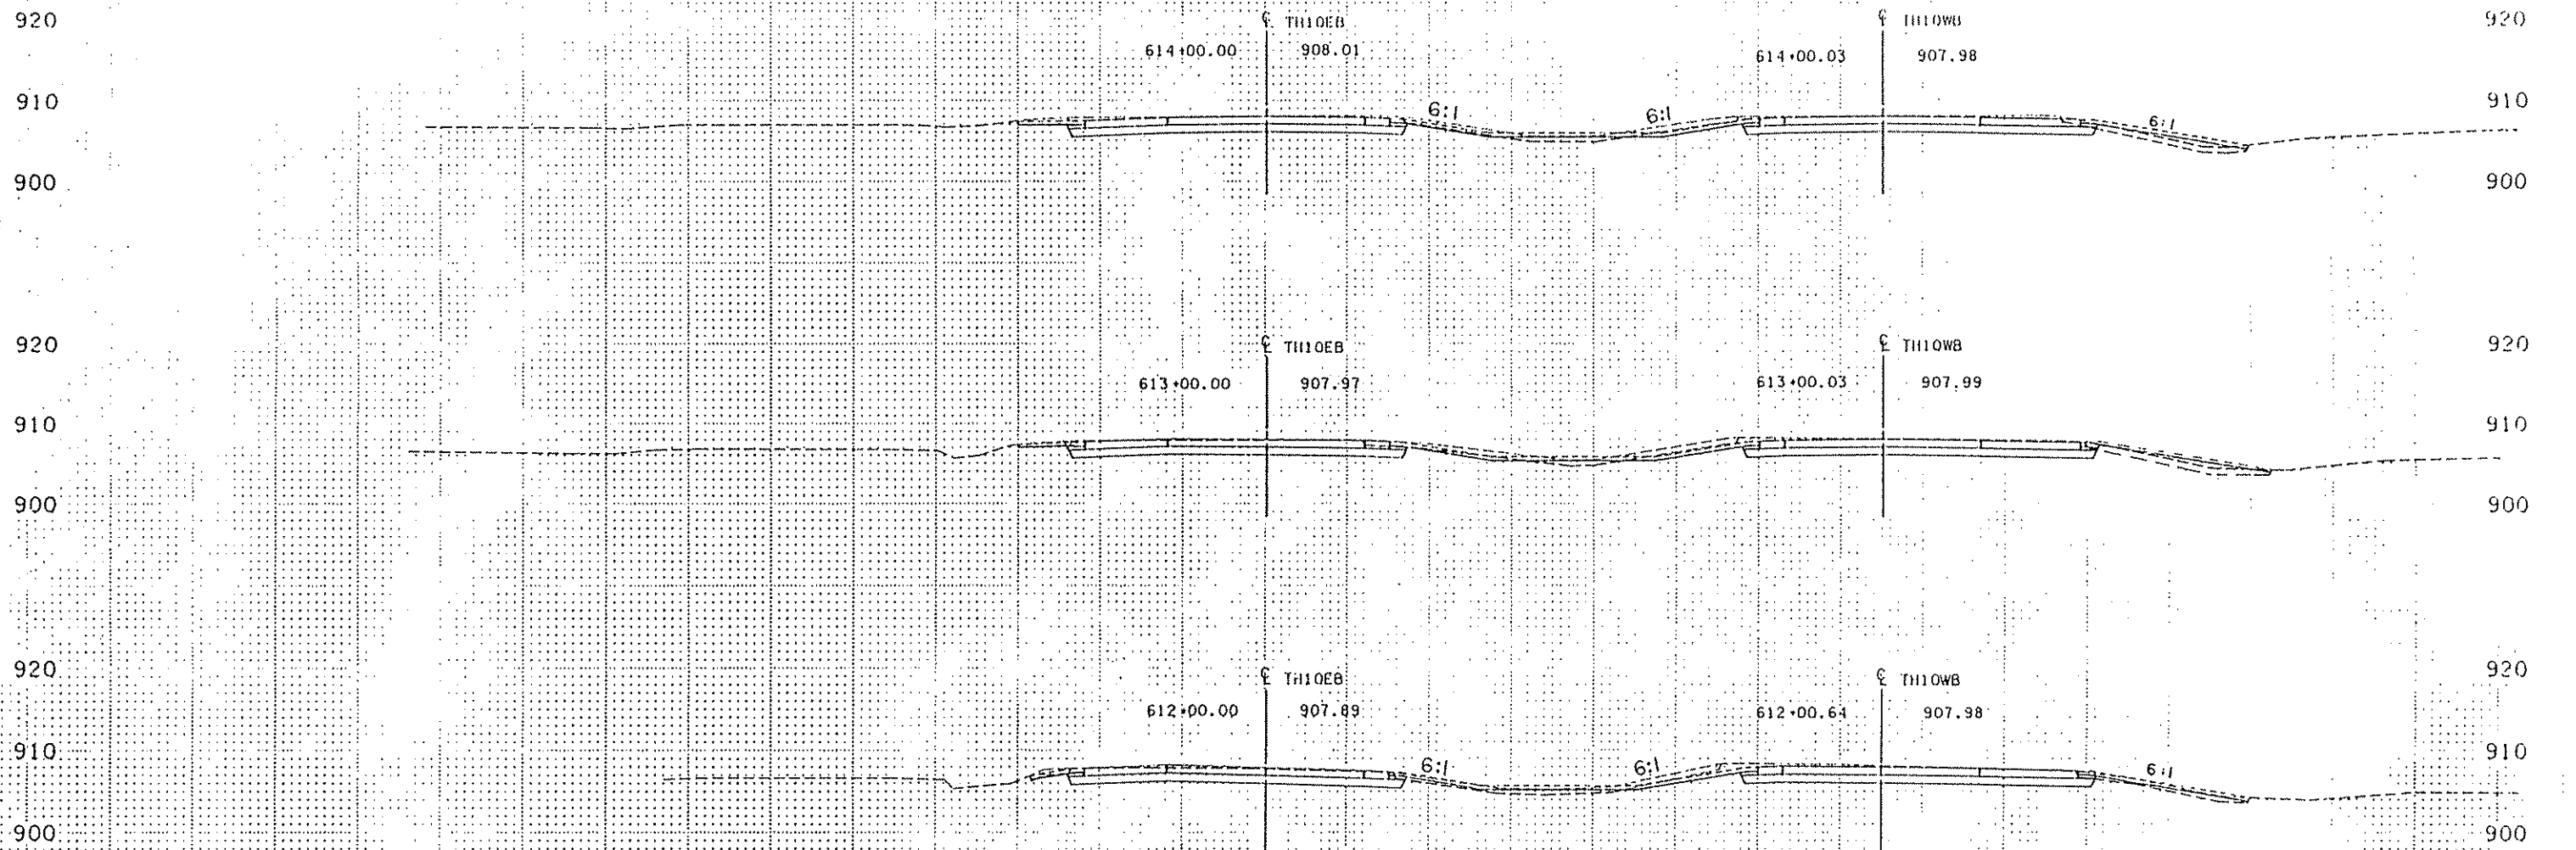 920 ℄ TH10EB ℄ TH10WB 920
614+00.00 908.01 614+00.03 907.98
910 6:1 6:1 6:1 910
900 900
920 ℄ TH10EB ℄ TH10WB 920
613+00.00 907.97 613+00.03 907.99
910 910
900 900
920 ℄ TH10EB ℄ TH10WB 920
612+00.00 907.89 612+00.64 907.98
910 6:1 6:1 6:1 910
900 900